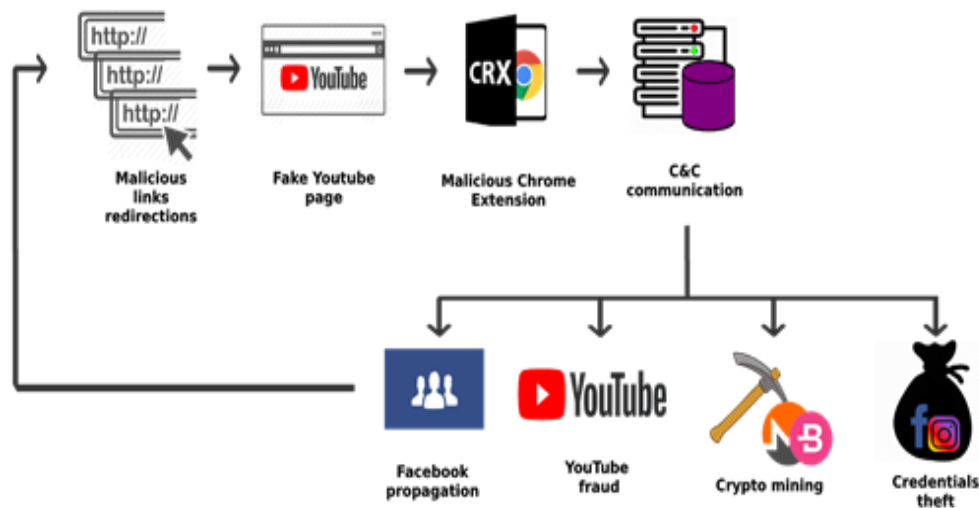 http://
http://
http://
YouTube
CRX
Malicious
links
redirections
Fake Youtube
page
Malicious Chrome
Extension
C&C
communication
YouTube
Facebook
propagation
YouTube
fraud
Crypto mining
Credentials
theft